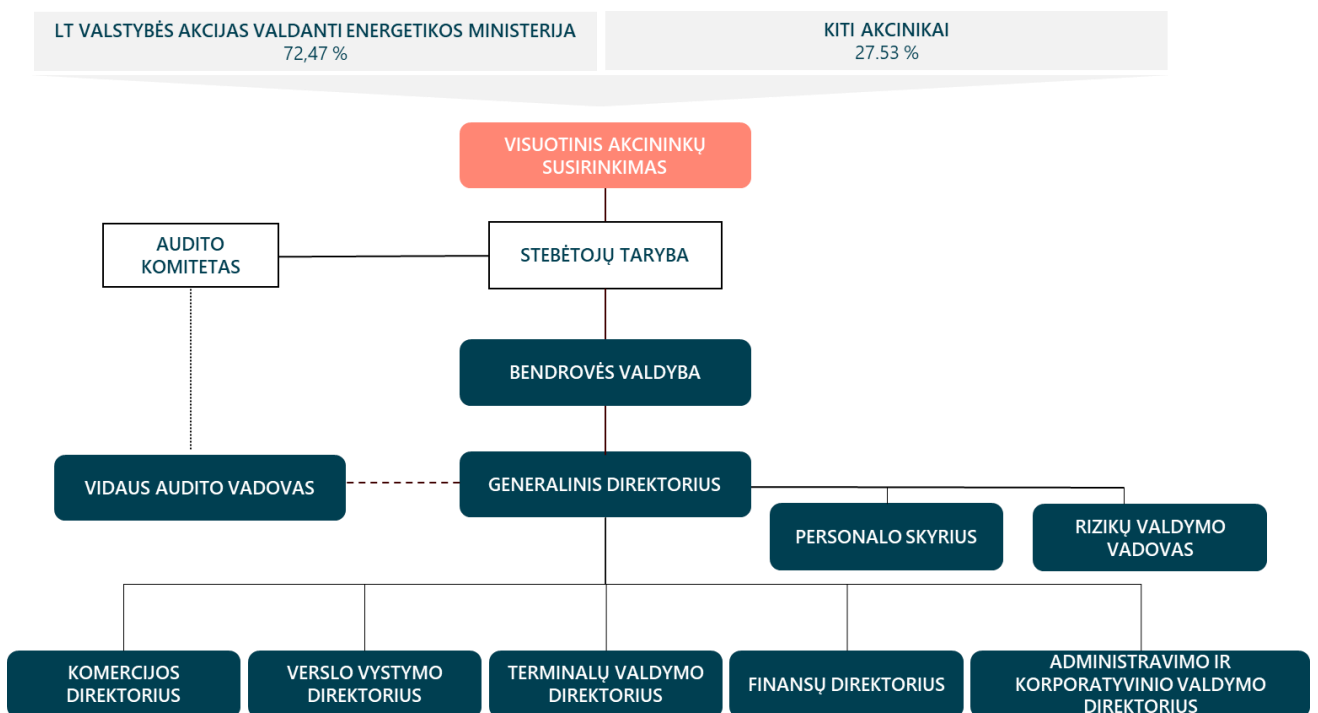 LT VALSTYBĖS AKCIJAS VALDANTI ENERGETIKOS MINISTERIJA
72,47 %
KITI AKCINIKAI
27.53 %
VISUOTINIS AKCININKŲ
SUSIRINKIMAS
AUDITO
KOMITETAS
STEBĖTOJŲ TARYBA
BENDROVĖS VALDYBA
VIDAUS AUDITO VADOVAS
GENERALINIS DIREKTORIUS
PERSONALO SKYRIUS
RIZIKŲ VALDYMO
VADOVAS
KOMERCIJOS
DIREKTORIUS
VERSLO VYSTYMO
DIREKTORIUS
TERMINALŲ VALDYMO
DIREKTORIUS
FINANSŲ DIREKTORIUS
ADMINISTRAVIMO IR
KORPORATYVINIO VALDYMO
DIREKTORIUS